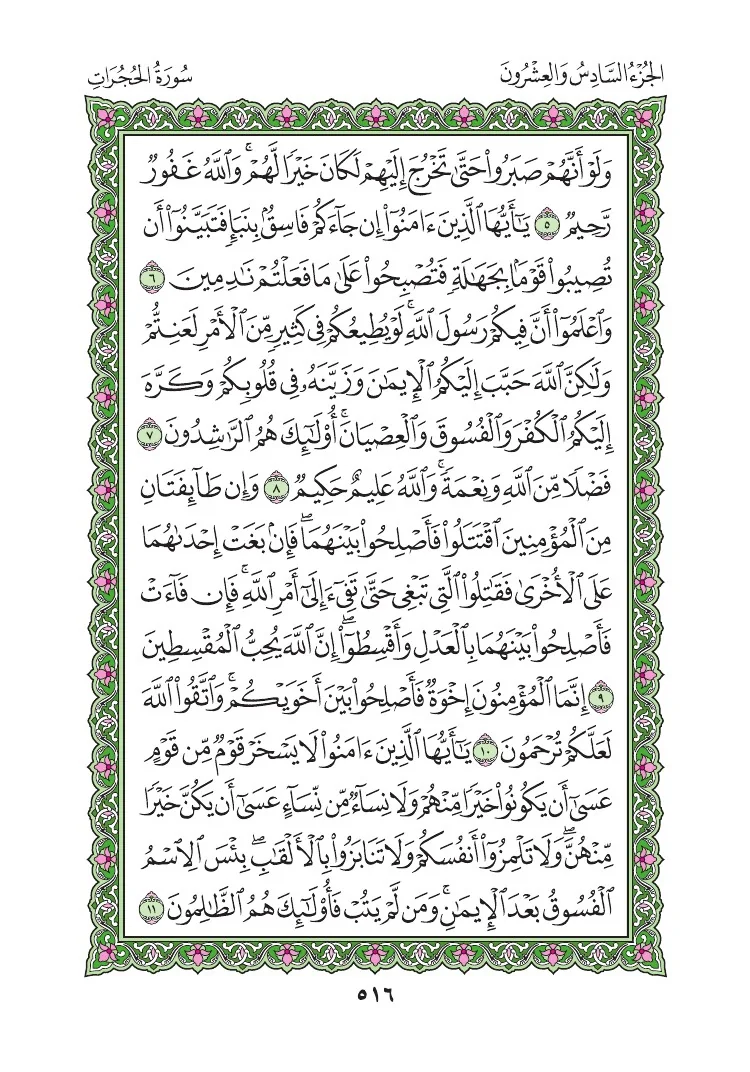 الجُزْءُ السَّادِسُ وَالعِشْرُونَ
سُورَةُ الحُجُرَاتِ
وَلَوْ أَنَّهُمْ صَبَرُوا۟ حَتَّىٰ تَخْرُجَ إِلَيْهِمْ لَكَانَ خَيْرًا لَّهُمْ ۚ وَٱللَّهُ غَفُورٌ
رَّحِيمٌ ٥ يَـٰٓأَيُّهَا ٱلَّذِينَ ءَامَنُوٓا۟ إِن جَآءَكُمْ فَاسِقٌۢ بِنَبَإٍ فَتَبَيَّنُوٓا۟ أَن
تُصِيبُوا۟ قَوْمًۢا بِجَهَـٰلَةٍ فَتُصْبِحُوا۟ عَلَىٰ مَا فَعَلْتُمْ نَـٰدِمِينَ ٦
وَٱعْلَمُوٓا۟ أَنَّ فِيكُمْ رَسُولَ ٱللَّهِ ۚ لَوْ يُطِيعُكُمْ فِى كَثِيرٍ مِّنَ ٱلْأَمْرِ لَعَنِتُّمْ
وَلَـٰكِنَّ ٱللَّهَ حَبَّبَ إِلَيْكُمُ ٱلْإِيمَـٰنَ وَزَيَّنَهُۥ فِى قُلُوبِكُمْ وَكَرَّهَ
إِلَيْكُمُ ٱلْكُفْرَ وَٱلْفُسُوقَ وَٱلْعِصْيَانَ ۚ أُو۟لَـٰٓئِكَ هُمُ ٱلرَّٰشِدُونَ ٧
فَضْلًا مِّنَ ٱللَّهِ وَنِعْمَةً ۚ وَٱللَّهُ عَلِيمٌ حَكِيمٌ ٨ وَإِن طَآئِفَتَانِ
مِنَ ٱلْمُؤْمِنِينَ ٱقْتَتَلُوا۟ فَأَصْلِحُوا۟ بَيْنَهُمَا ۖ فَإِنۢ بَغَتْ إِحْدَىٰهُمَا
عَلَى ٱلْأُخْرَىٰ فَقَـٰتِلُوا۟ ٱلَّتِى تَبْغِى حَتَّىٰ تَفِىٓءَ إِلَىٰٓ أَمْرِ ٱللَّهِ ۚ فَإِن فَآءَتْ
فَأَصْلِحُوا۟ بَيْنَهُمَا بِٱلْعَدْلِ وَأَقْسِطُوٓا۟ ۖ إِنَّ ٱللَّهَ يُحِبُّ ٱلْمُقْسِطِينَ
٩ إِنَّمَا ٱلْمُؤْمِنُونَ إِخْوَةٌ فَأَصْلِحُوا۟ بَيْنَ أَخَوَيْكُمْ ۚ وَٱتَّقُوا۟ ٱللَّهَ
لَعَلَّكُمْ تُرْحَمُونَ ١٠ يَـٰٓأَيُّهَا ٱلَّذِينَ ءَامَنُوا۟ لَا يَسْخَرْ قَوْمٌ مِّن قَوْمٍ
عَسَىٰٓ أَن يَكُونُوا۟ خَيْرًا مِّنْهُمْ وَلَا نِسَآءٌ مِّن نِّسَآءٍ عَسَىٰٓ أَن يَكُنَّ خَيْرًا
مِّنْهُنَّ ۖ وَلَا تَلْمِزُوٓا۟ أَنفُسَكُمْ وَلَا تَنَابَزُوا۟ بِٱلْأَلْقَـٰبِ ۖ بِئْسَ ٱلِٱسْمُ
ٱلْفُسُوقُ بَعْدَ ٱلْإِيمَـٰنِ ۚ وَمَن لَّمْ يَتُبْ فَأُو۟لَـٰٓئِكَ هُمُ ٱلظَّـٰلِمُونَ ١١
٥١٦